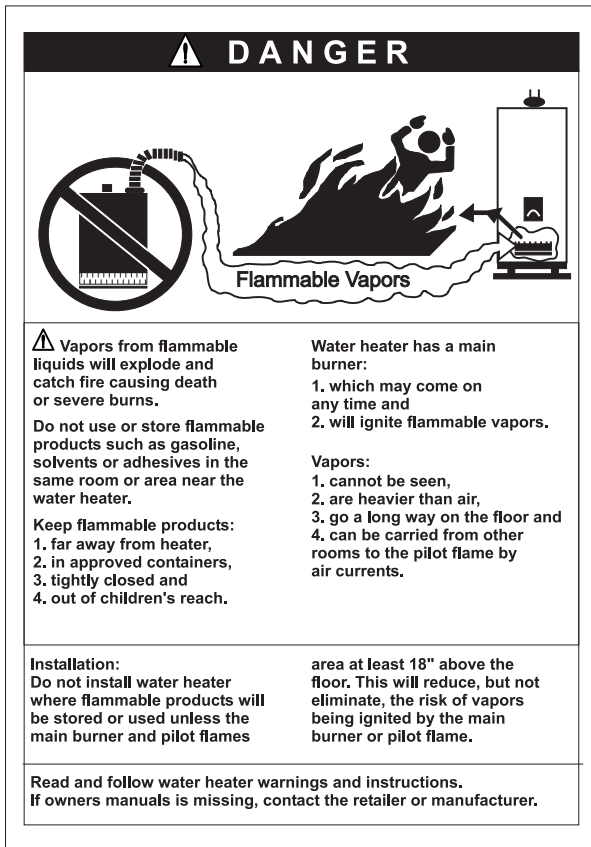 DANGER
Flammable Vapors
Vapors from flammable
liquids will explode and
catch fire causing death
or severe burns.
Do not use or store flammable
products such as gasoline,
solvents or adhesives in the
same room or area near the
water heater.
Keep flammable products:
1. far away from heater,
2. in approved containers,
3. tightly closed and
4. out of children's reach.
Water heater has a main
burner:
1. which may come on
any time and
2. will ignite flammable vapors.
Vapors:
1. cannot be seen,
2. are heavier than air,
3. go a long way on the floor and
4. can be carried from other
rooms to the pilot flame by
air currents.
Installation:
Do not install water heater
where flammable products will
be stored or used unless the
main burner and pilot flames
area at least 18" above the
floor. This will reduce, but not
eliminate, the risk of vapors
being ignited by the main
burner or pilot flame.
Read and follow water heater warnings and instructions.
If owners manuals is missing, contact the retailer or manufacturer.